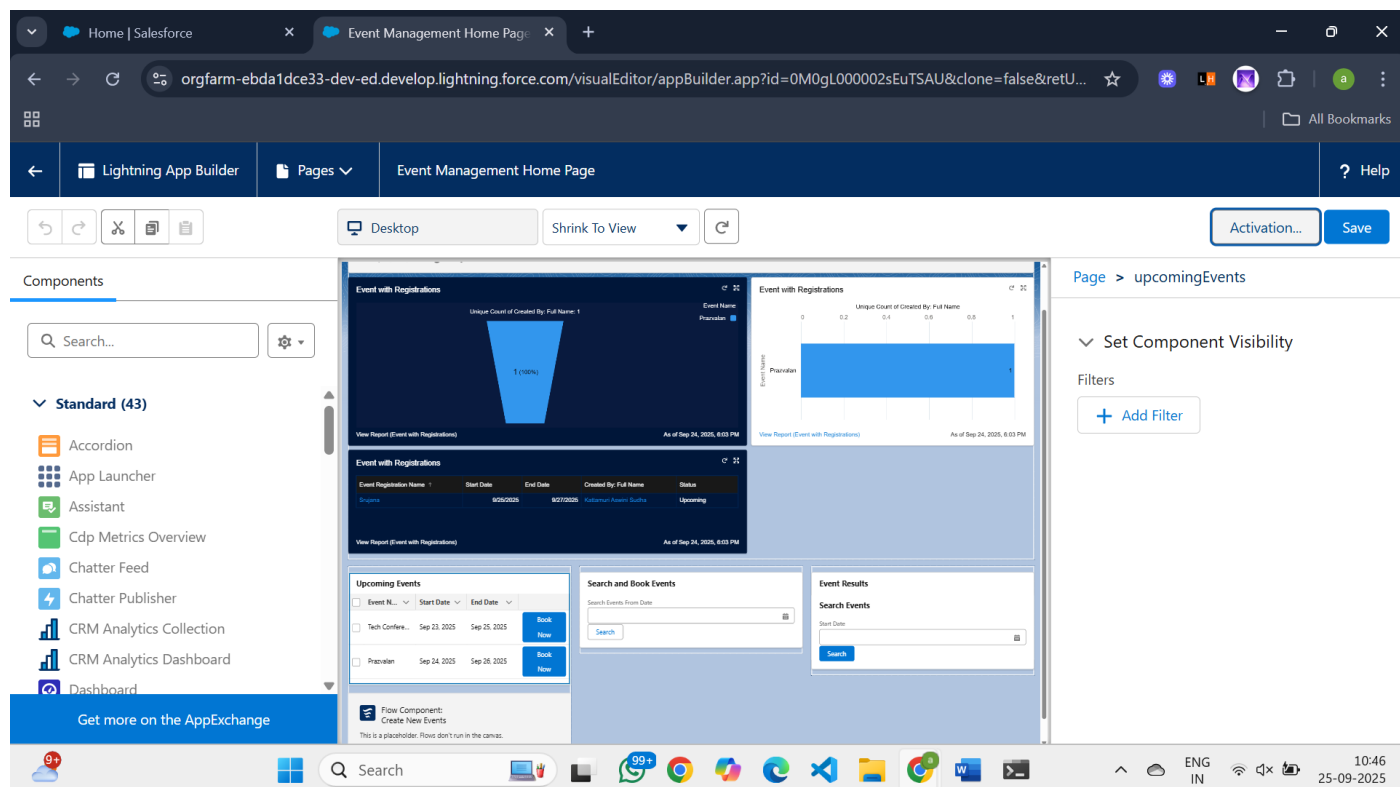 Home | Salesforce
Event Management Home Page
orgfarm-ebda1dce33-dev-ed.develop.lightning.force.com/visualEditor/appBuilder.app?id=0M0gL000002sEuTSAU&clone=false&retU...
LH
a
All Bookmarks
Lightning App Builder
Pages
Event Management Home Page
? Help
Desktop
Shrink To View
Activation...
Save
Components
Search...
Standard (43)
Accordion
App Launcher
Assistant
Cdp Metrics Overview
Chatter Feed
Chatter Publisher
CRM Analytics Collection
CRM Analytics Dashboard
Dashboard
Get more on the AppExchange
Event with Registrations
Unique Count of Created By: Full Name: 1
Event Name
Prazvalan
1 (100%)
View Report (Event with Registrations)
As of Sep 24, 2025, 6:03 PM
Event with Registrations
Unique Count of Created By: Full Name
0 0.2 0.4 0.6 0.8 1
Event Name
Prazvalan
1
View Report (Event with Registrations)
As of Sep 24, 2025, 6:03 PM
Event with Registrations
Event Registration Name ↑ Start Date End Date Created By: Full Name Status
Srujana 9/25/2025 9/27/2025 Katamuri Aswini Sudha Upcoming
View Report (Event with Registrations)
As of Sep 24, 2025, 6:03 PM
Upcoming Events
Event N... Start Date End Date
Tech Confere... Sep 23, 2025 Sep 25, 2025 Book Now
Prazvalan Sep 24, 2025 Sep 26, 2025 Book Now
Flow Component:
Create New Events
This is a placeholder. Flows don't run in the canvas.
Search and Book Events
Search Events From Date
Search
Event Results
Search Events
Start Date
Search
Page > upcomingEvents
Set Component Visibility
Filters
+ Add Filter
9+
Search
99+
a
ENG
IN
10:46
25-09-2025